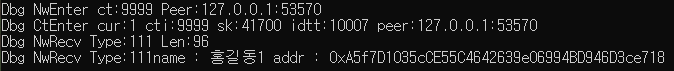 Dbg NwEnter ct:9999 Peer:127.0.0.1:53570
Dbg CtEnter cur:1 cti:9999 sk:41700 idtt:10007 peer:127.0.0.1:53570
Dbg NwRecv Type:111 Len:96
Dbg NwRecv Type:111name : 홍길동1 addr : 0xA5f7D1035cCE55C4642639e06994BD946D3ce718